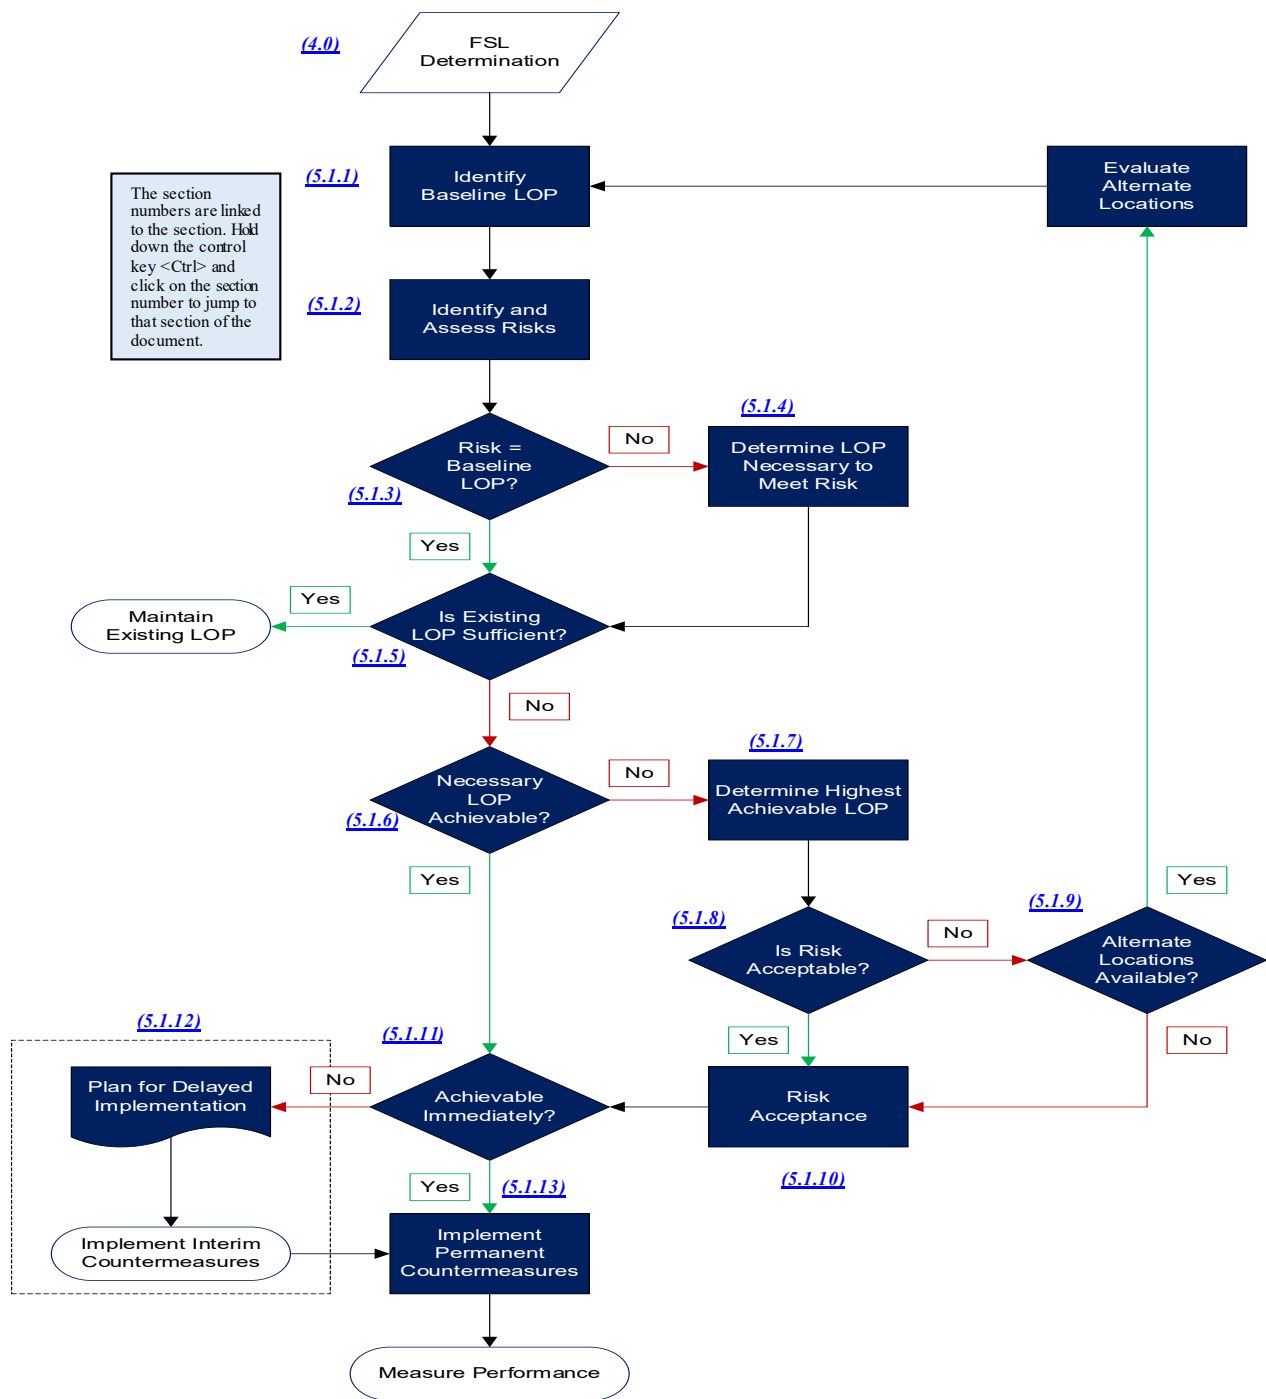 (4.0)
FSL
Determination
(5.1.1)
Identify
Baseline LOP
Evaluate
Alternate
Locations
The section
numbers are linked
to the section. Hold
down the control
key <Ctrl> and
click on the section
number to jump to
that section of the
document.
(5.1.2)
Identify and
Assess Risks
(5.1.3)
Risk =
Baseline
LOP?
No
(5.1.4)
Determine LOP
Necessary to
Meet Risk
Yes
Maintain
Existing LOP
Yes
Is Existing
LOP Sufficient?
(5.1.5)
No
Necessary
LOP
Achievable?
(5.1.6)
No
(5.1.7)
Determine Highest
Achievable LOP
Yes
(5.1.8)
Is Risk
Acceptable?
No
(5.1.9)
Alternate
Locations
Available?
Yes
Yes
No
(5.1.12)
Plan for Delayed
Implementation
No
(5.1.11)
Achievable
Immediately?
Risk
Acceptance
(5.1.10)
Yes
(5.1.13)
Implement Interim
Countermeasures
Implement
Permanent
Countermeasures
Measure Performance